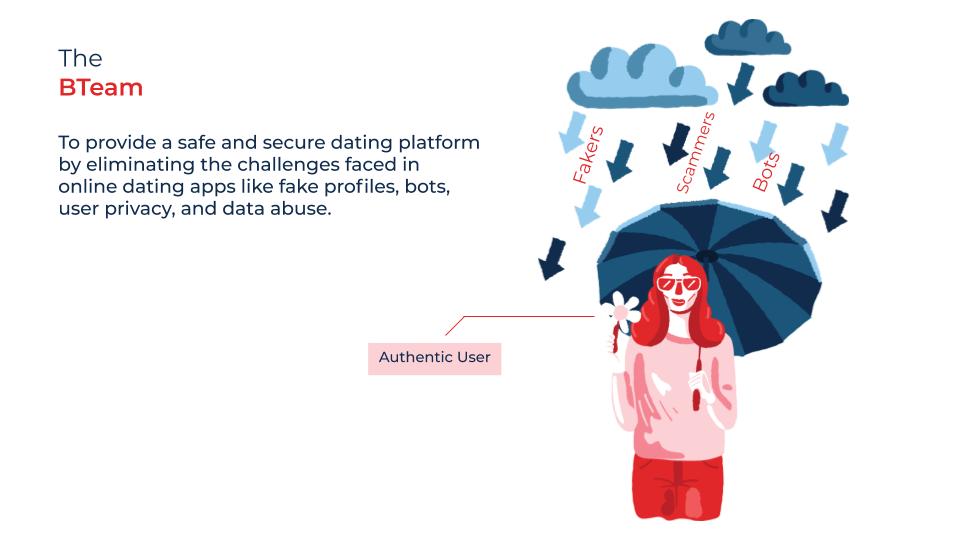 The
BTeam
To provide a safe and secure dating platform
by eliminating the challenges faced in
online dating apps like fake profiles, bots,
user privacy, and data abuse.
Fakers
Scammers
Bots
Authentic User